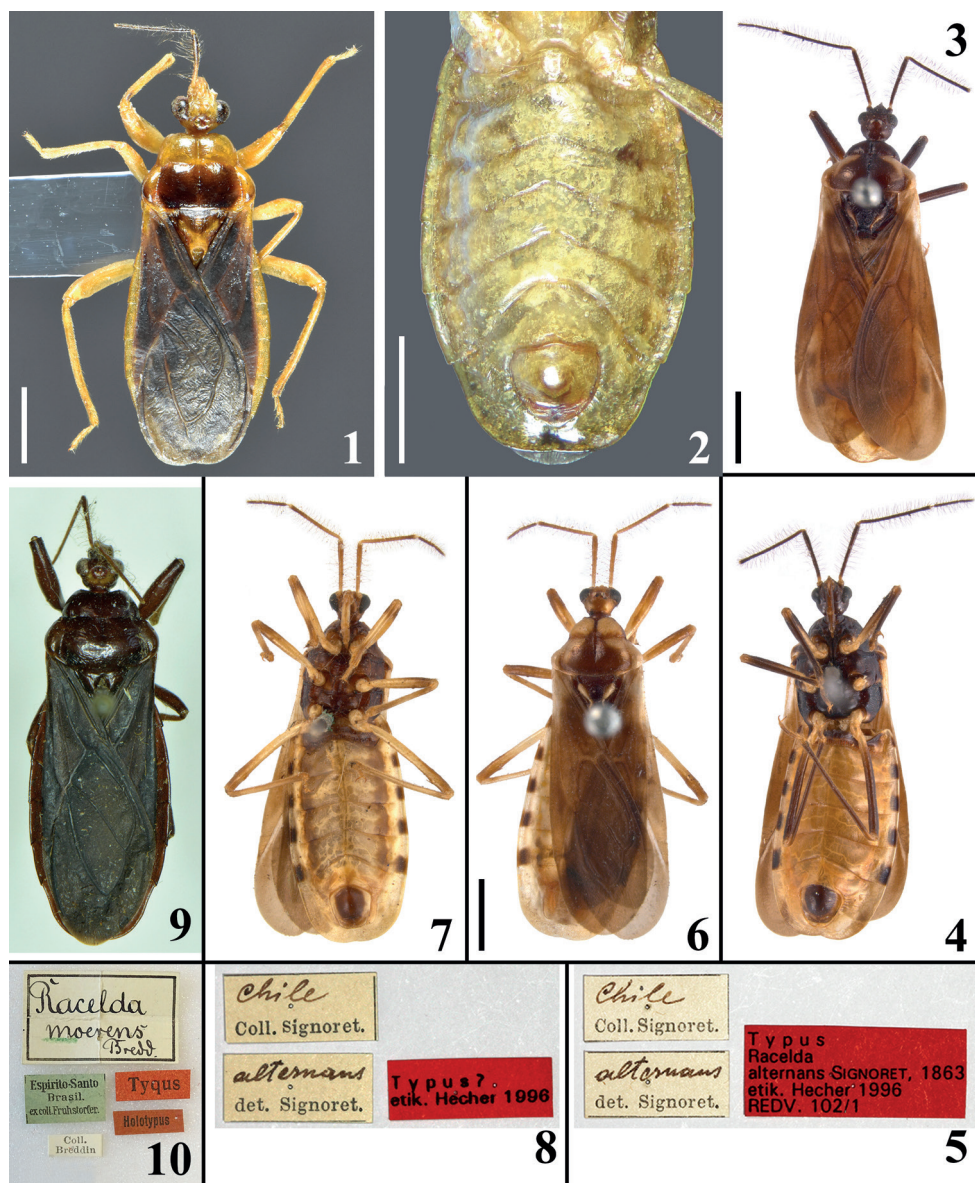 1
2
3
9
7
6
4
Racelda
moerens
Bredd.
Espirito-Santo
Brasil.
ex coll. Fruhstorfer.
Typus
Holotypus
Coll.
Breddin
10
Chile
Coll. Signoret.
alternans
det. Signoret.
Typus?
etik. Hecher 1996
8
Chile
Coll. Signoret.
alternans
det. Signoret.
Typus
Racelda
alternans SIGNORET, 1863
etik. Hecher 1996
REDV. 102/1
5